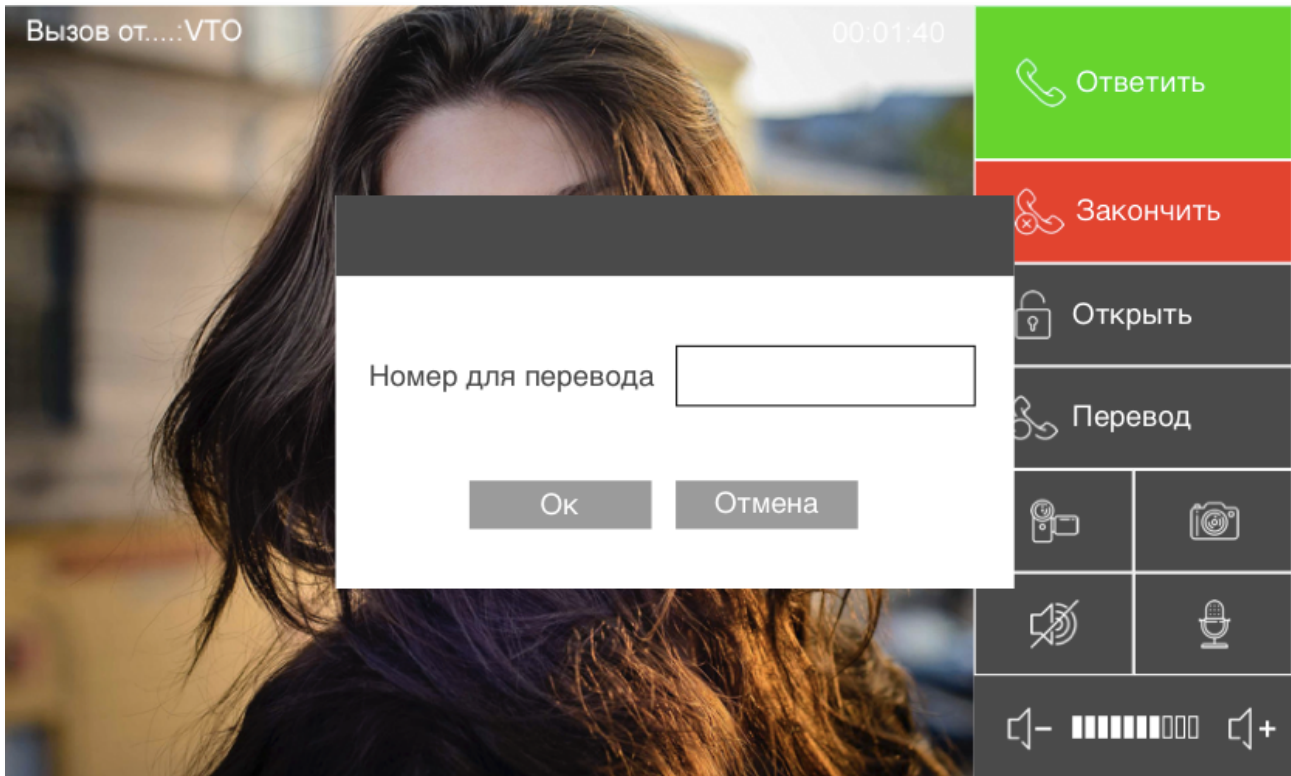 Вызов от....:VTO
00:01:40
Ответить
Закончить
Открыть
Перевод
Номер для перевода
Ок
Отмена